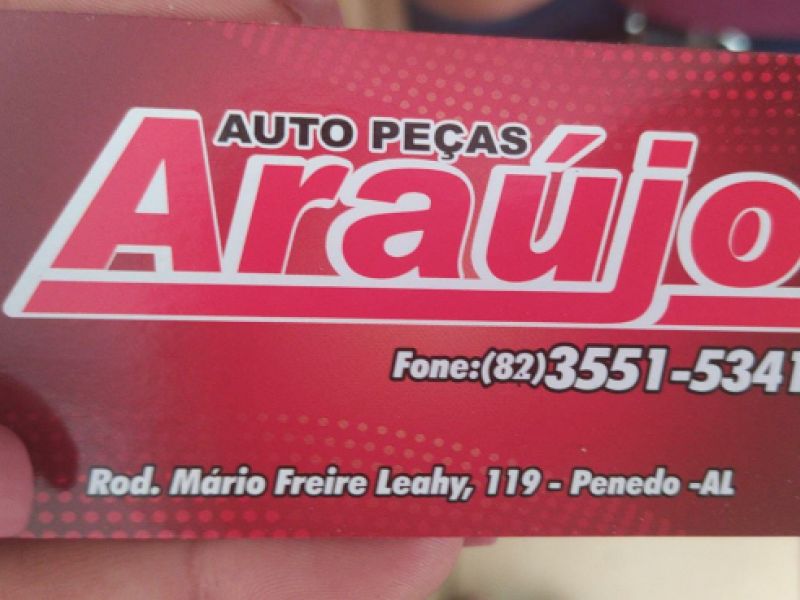 AUTO PEÇAS
Araújo
Fone:(82)3551-5341
Rod. Mário Freire Leahy, 119 - Penedo -AL